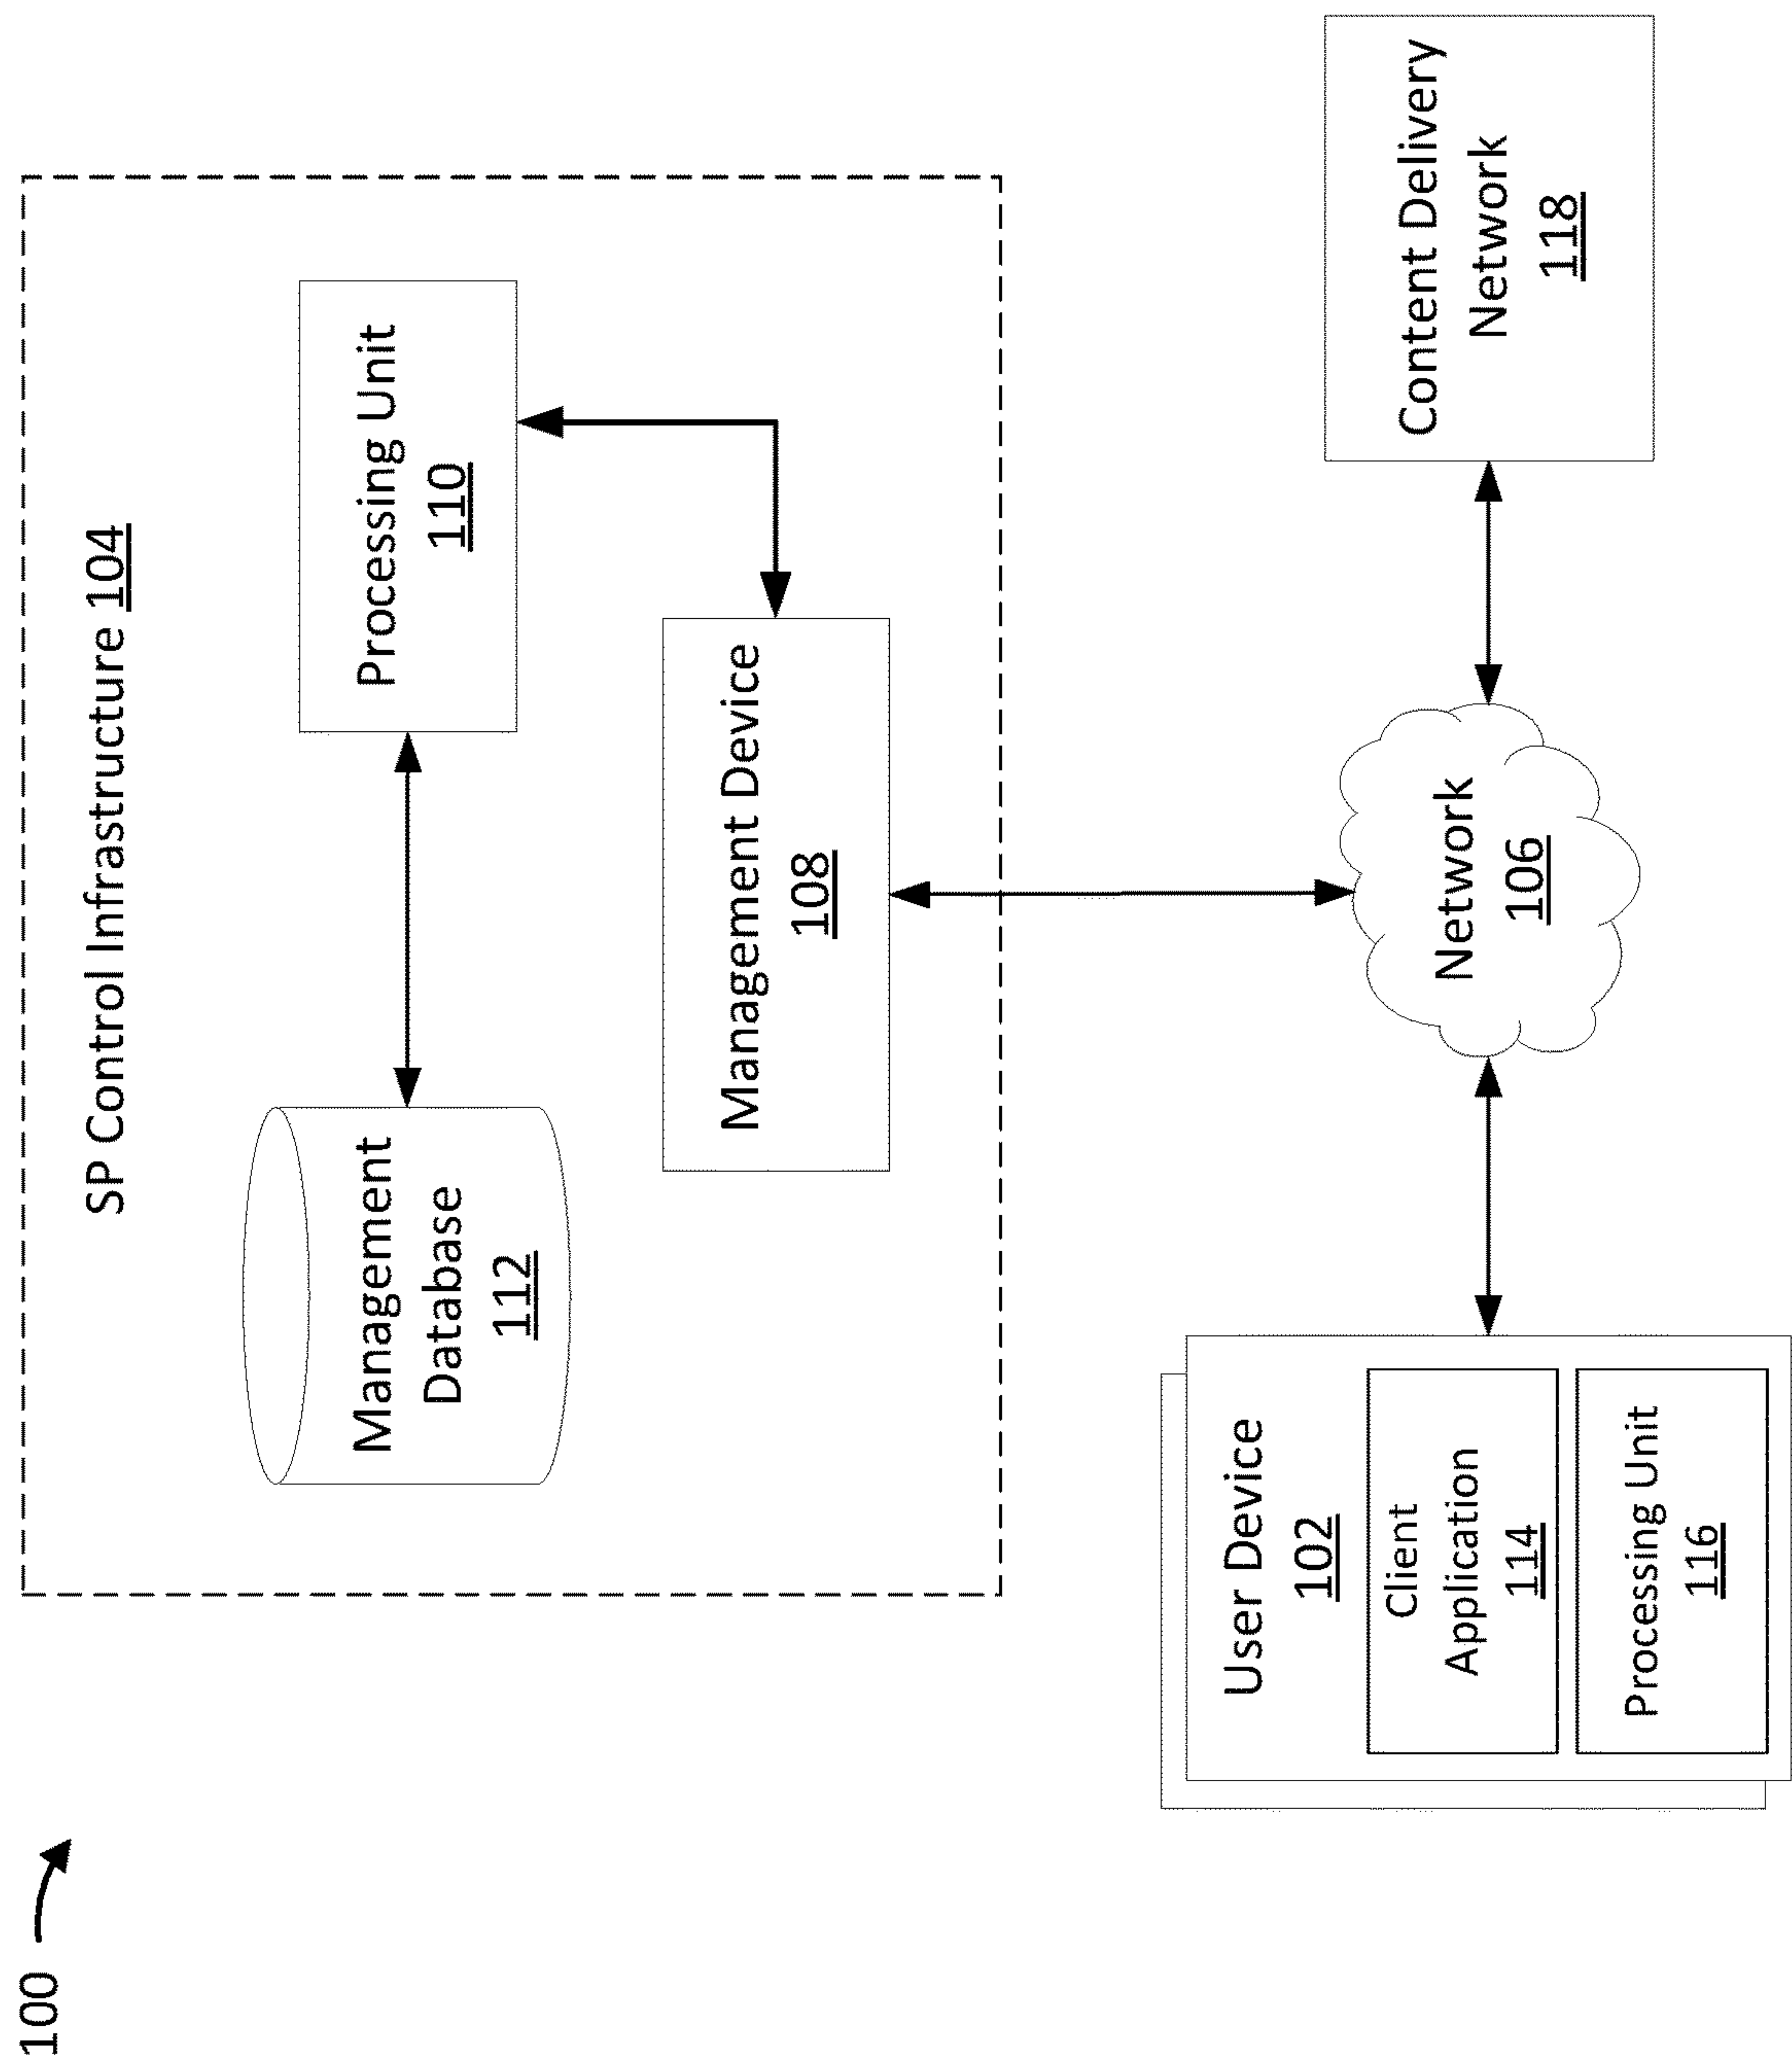 100
SP Control Infrastructure 104
Management
Database
112
Processing Unit
110
Management Device
108
User Device
102
Client
Application
114
Processing Unit
116
Network
106
Content Delivery
Network
118